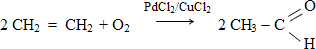 2 CH₂ = CH₂ + O₂ PdCl₂/CuCl₂ → 2 CH₃ – C O H